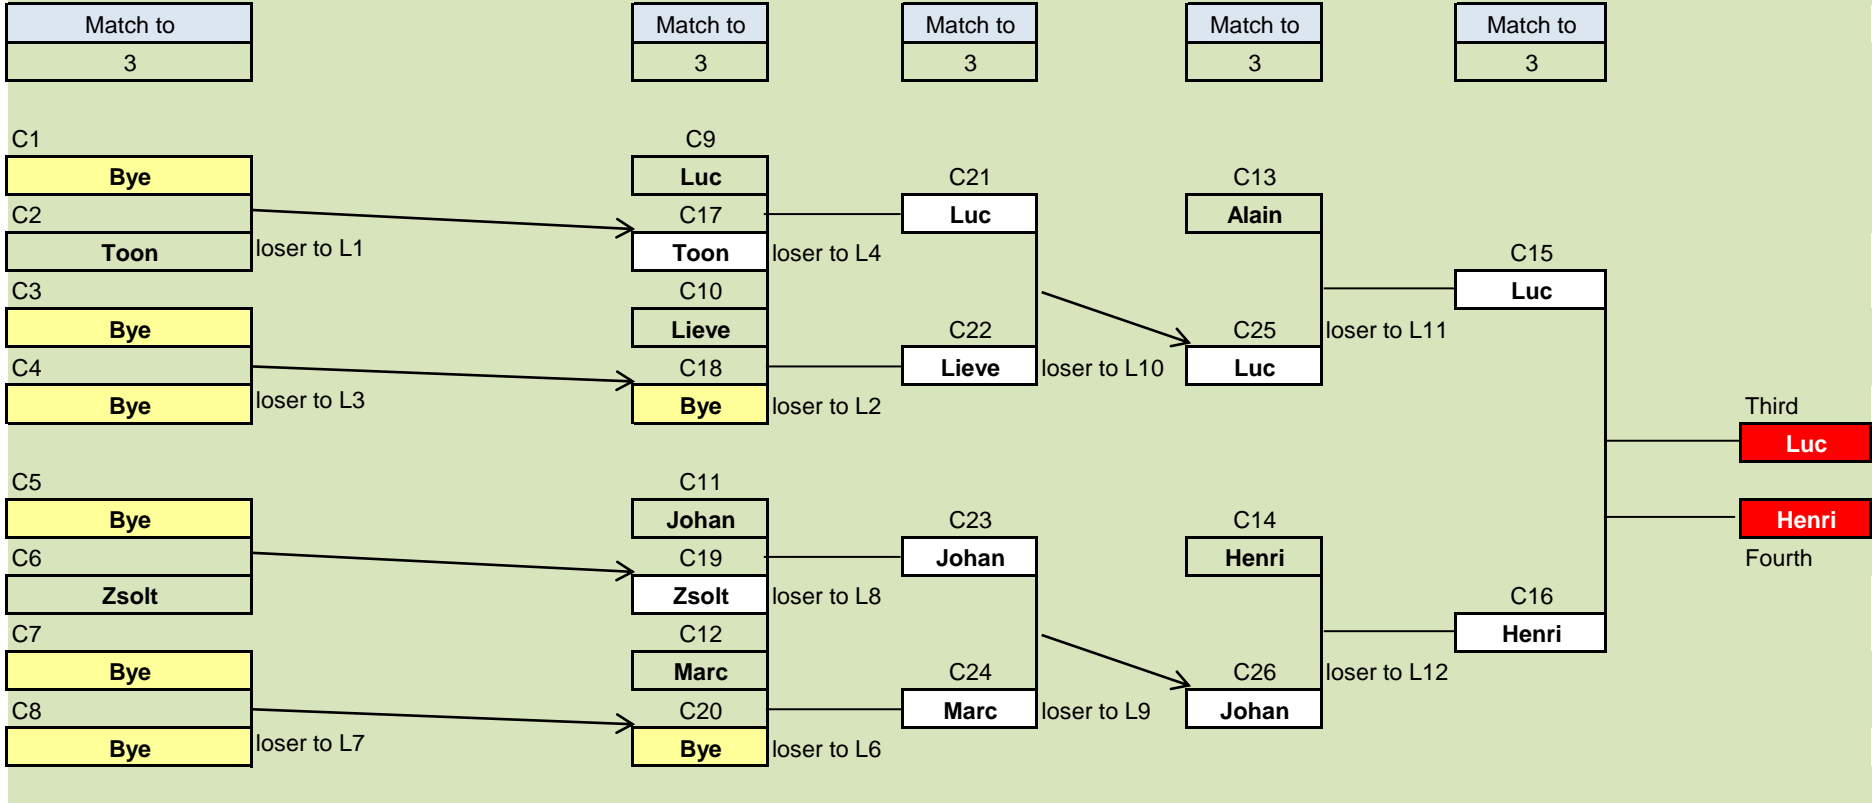 Match to Match to Match to Match to Match to
3 3 3 3 3
C1 C9
Bye Luc C21 C13
C2 C17 Luc Alain
Toon loser to L1 Toon loser to L4 C15
C3 C10 Luc
Bye Lieve C22 C25 loser to L11
C4 C18 Lieve loser to L10 Luc
Bye loser to L3 Bye loser to L2 Third
Luc
C5 C11
Bye Johan C23 C14 Henri
C6 C19 Johan Henri Fourth
Zsolt Zsolt loser to L8 C16
C7 C12 Henri
Bye Marc C24 C26 loser to L12
C8 C20 Marc loser to L9 Johan
Bye loser to L7 Bye loser to L6